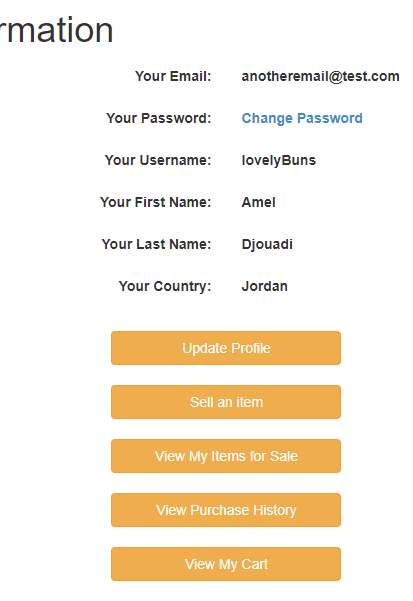 rmation
Your Email: anotheremail@test.com
Your Password: Change Password
Your Username: lovelyBuns
Your First Name: Amel
Your Last Name: Djouadi
Your Country: Jordan
Update Profile
Sell an item
View My Items for Sale
View Purchase History
View My Cart